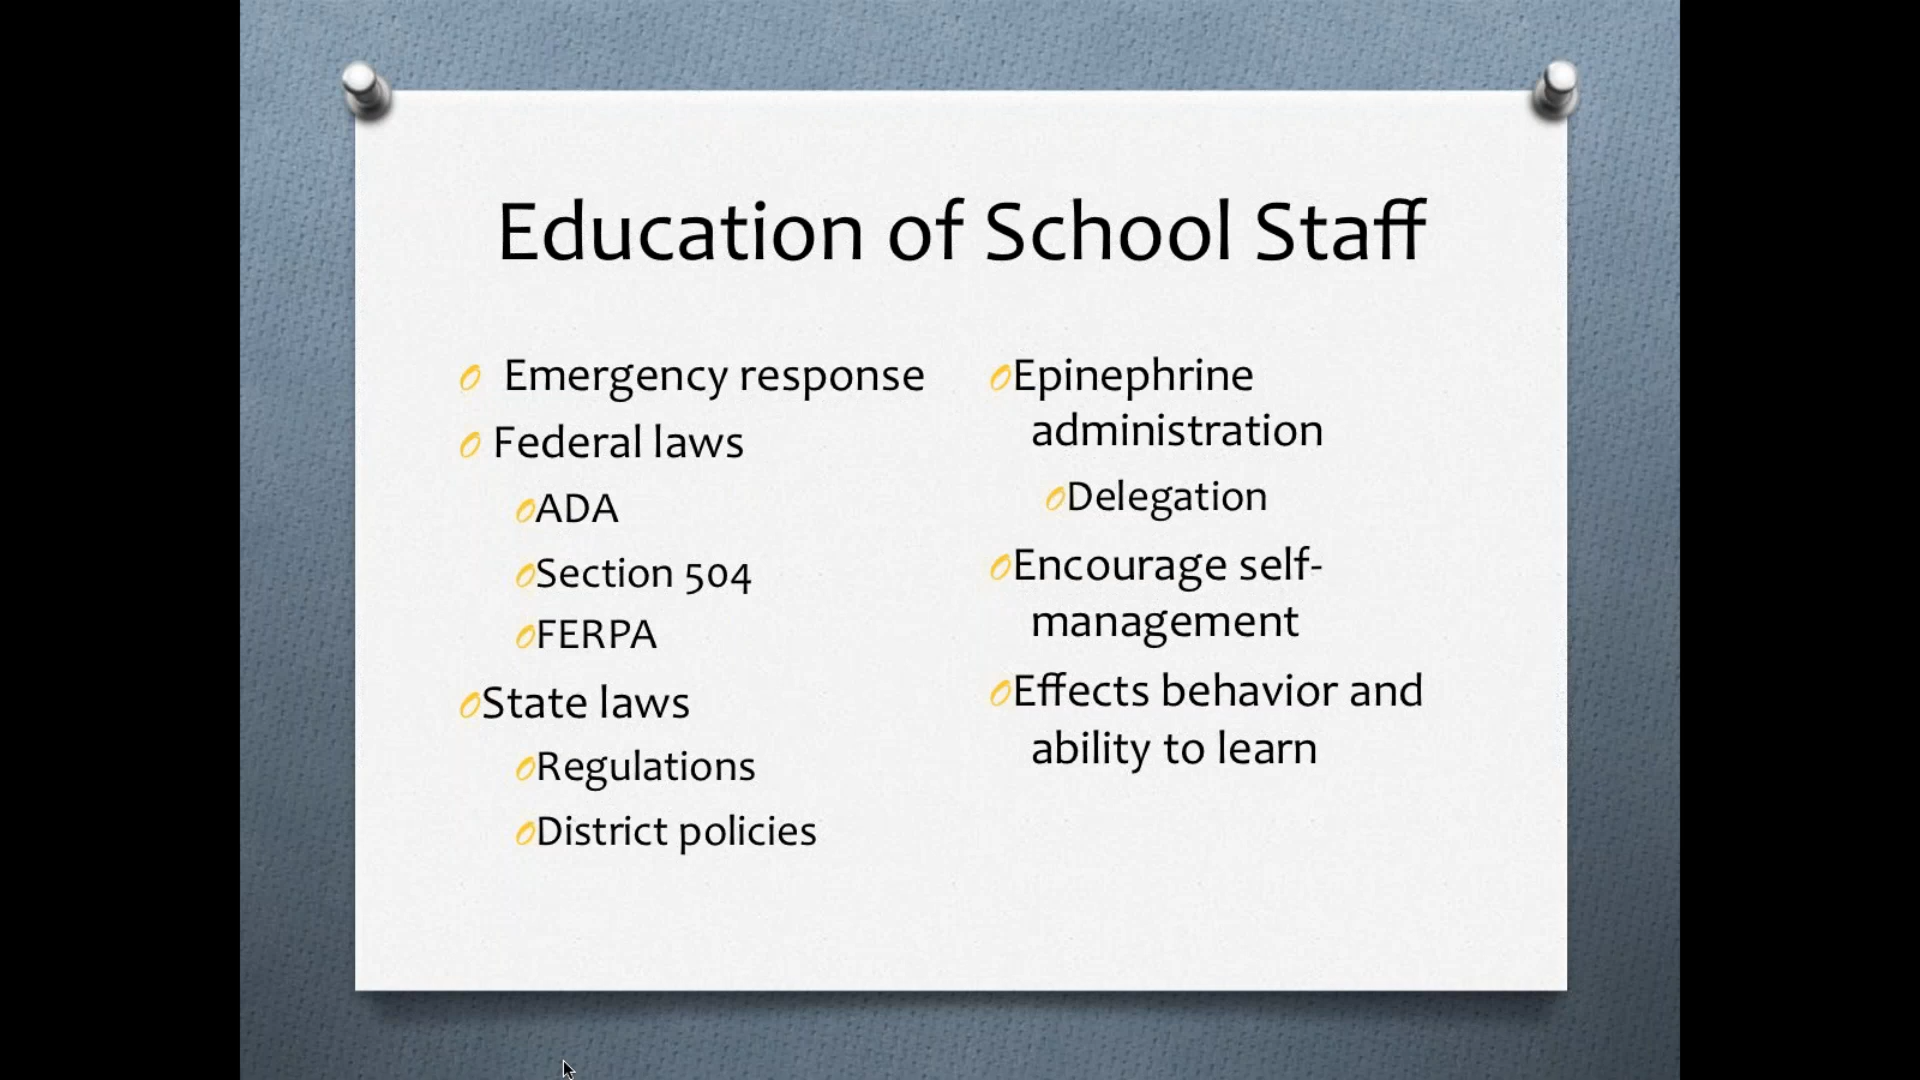 Education of School Staff
Emergency response
Federal laws
ADA
Section 504
FERPA
State laws
Regulations
District policies
Epinephrine
administration
Delegation
Encourage self-
management
Effects behavior and
ability to learn